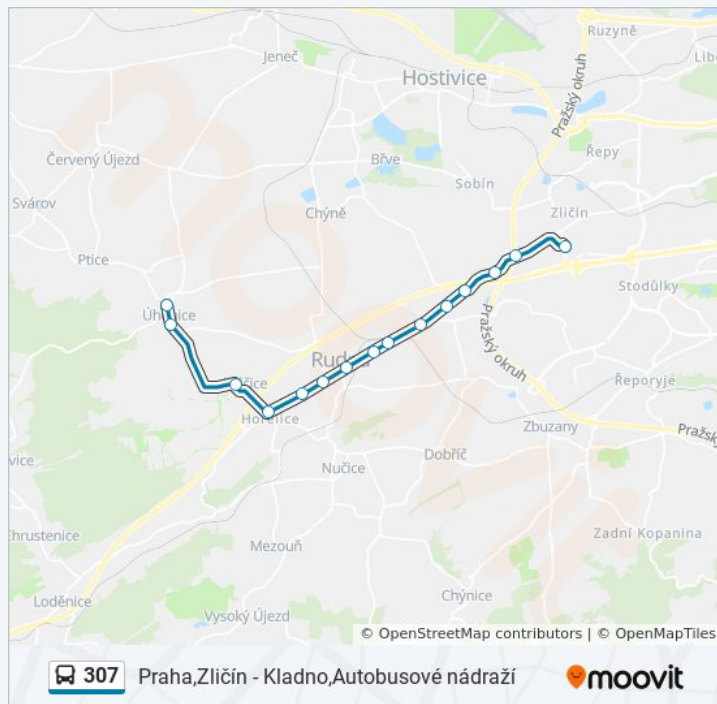 Ruzyně
Jeneč
Hostivice
Pražský okruh
Červený Újezd
Břve
Řepy
Sobín
Svárov
Chýně
Zličín
Ptice
Stodůlky
Rudná
Pražský okruh
Řeporyje
Hořelice
Zbuzany
Dobříč
Nučice
Chrustenice
Zadní Kopanina
Mezouň
Loděnice
Chýnice
Vysoký Újezd
© OpenStreetMap contributors | © OpenMapTiles
307 Praha,Zličín - Kladno,Autobusové nádraží
moovit